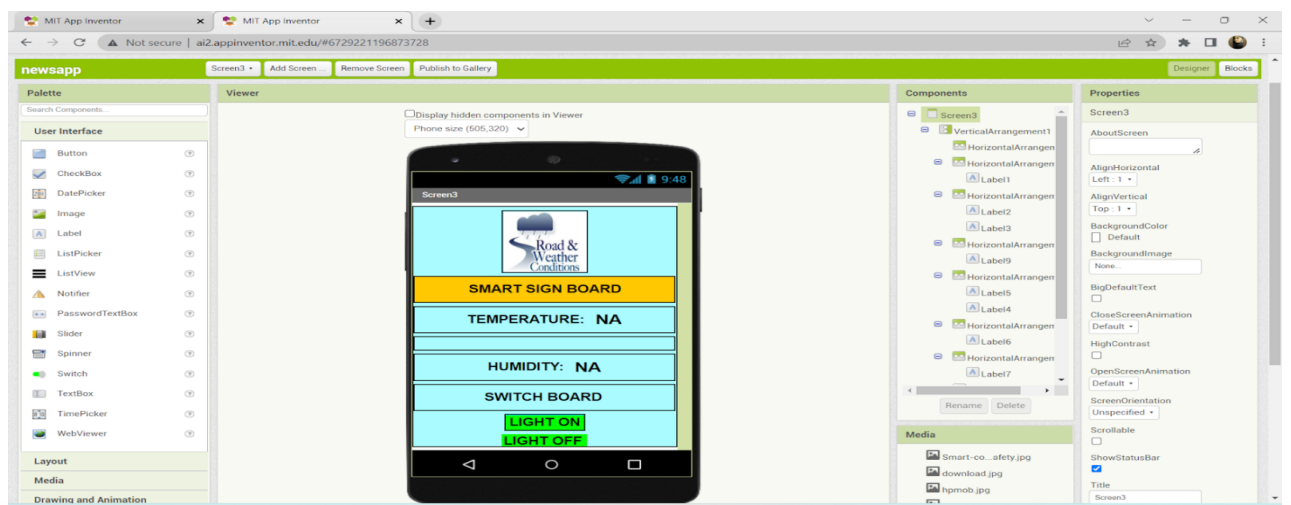 MIT App Inventor
MIT App Inventor
Not secure | ai2.appinventor.mit.edu/#6729221196873728
newsapp
Screen3
Add Screen ...
Remove Screen
Publish to Gallery
Designer
Blocks
Palette
Search Components...
User Interface
Button
CheckBox
DatePicker
Image
Label
ListPicker
ListView
Notifier
PasswordTextBox
Slider
Spinner
Switch
TextBox
TimePicker
WebViewer
Layout
Media
Drawing and Animation
Viewer
Display hidden components in Viewer
Phone size (505,320)
9:48
Screen3
Road &
Weather
Conditions
SMART SIGN BOARD
TEMPERATURE: NA
HUMIDITY: NA
SWITCH BOARD
LIGHT ON
LIGHT OFF
Components
Screen3
VerticalArrangement1
HorizontalArrangen
HorizontalArrangen
Label1
HorizontalArrangen
Label2
Label3
HorizontalArrangen
Label9
HorizontalArrangen
Label5
Label4
HorizontalArrangen
Label6
HorizontalArrangen
Label7
Rename
Delete
Media
Smart-co...afety.jpg
download.jpg
hpmob.jpg
Properties
Screen3
AboutScreen
AlignHorizontal
Left : 1
AlignVertical
Top : 1
BackgroundColor
Default
BackgroundImage
None...
BigDefaultText
CloseScreenAnimation
Default
HighContrast
OpenScreenAnimation
Default
ScreenOrientation
Unspecified
Scrollable
ShowStatusBar
Title
Screen3